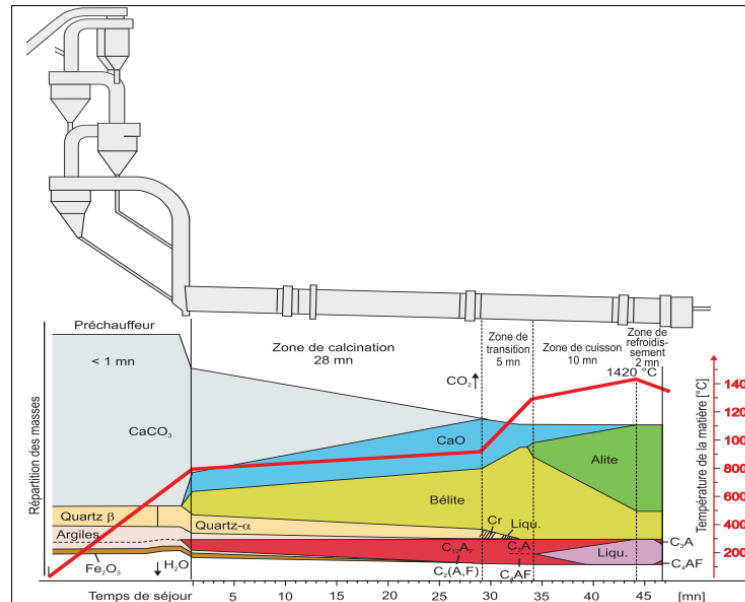 Préchauffeur
< 1 mn
Zone de calcination
28 mn
Zone de
transition
5 mn
Zone de cuisson
10 mn
Zone de
refroidis-
sement
2 mn
1420 °C
CO₂
CaCO₃
CaO
Alite
Bélite
Quartz β
Quartz-α
Argiles
Fe₂O₃
H₂O
Cr
Liqu.
C₁₂A₇
C₂(A,F)
C₃A
C₄AF
Liqu.
C₃A
C₄AF
Répartition des masses
Température de la matière [°C]
140
1200
1000
800
600
400
200
Temps de séjour
5
10
15
20
25
30
35
40
45
[mn]